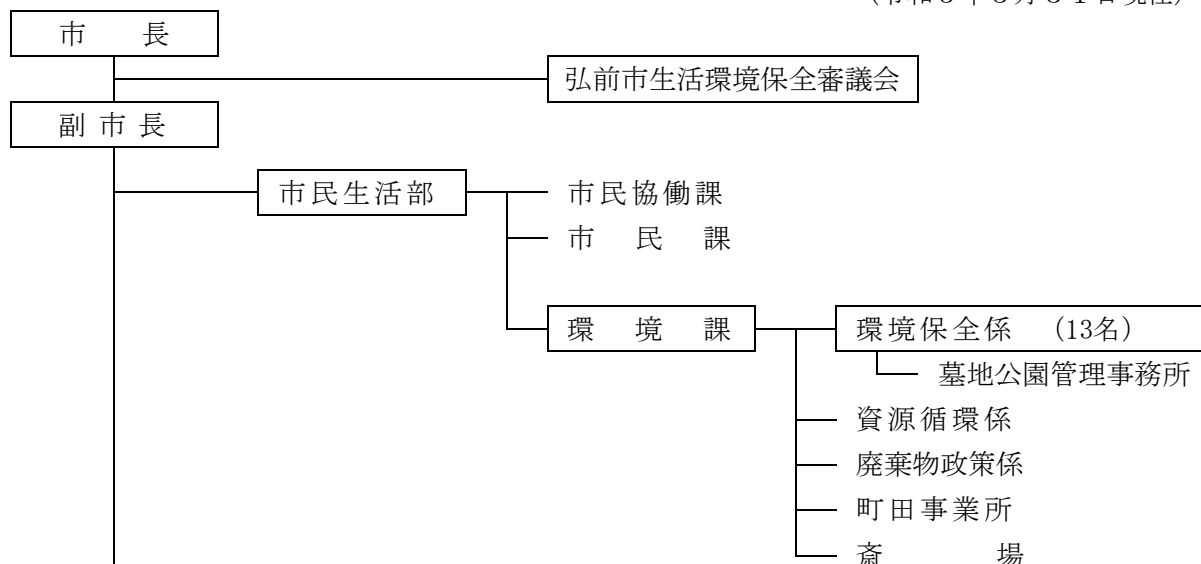 市長
弘前市生活環境保全審議会
副市長
市民生活部
市民協働課
市民課
環境課
環境保全係 (13名)
墓地公園管理事務所
資源循環係
廃棄物政策係
町田事業所
斎場